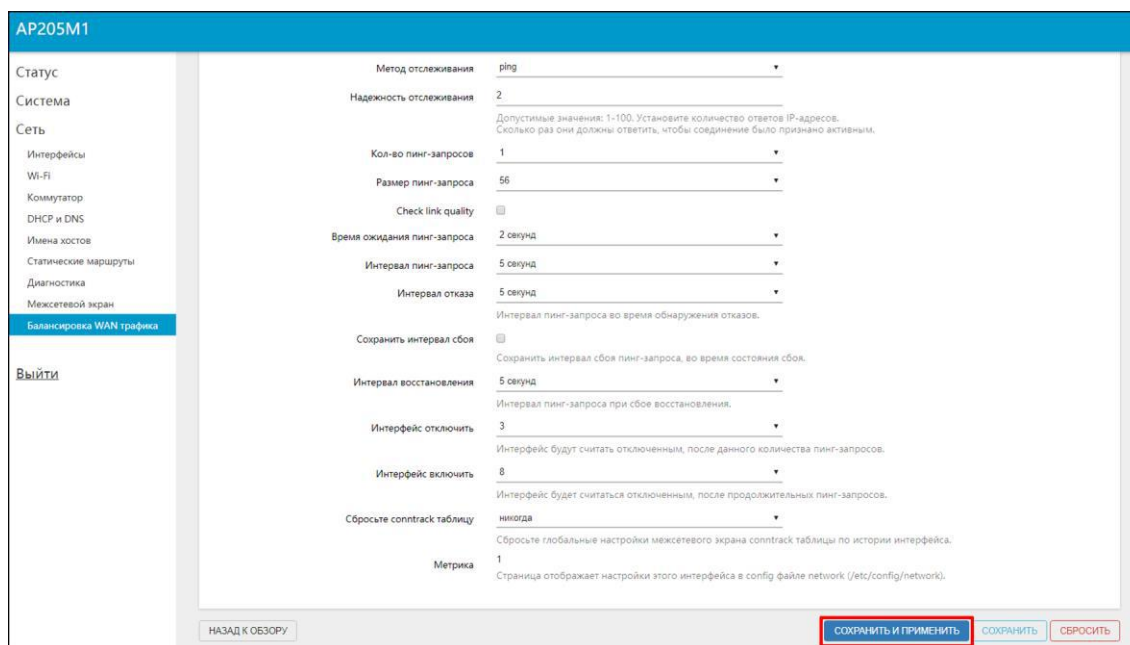 AP205M1
Статус
Система
Сеть
Интерфейсы
Wi-Fi
Коммутатор
DHCP и DNS
Имена хостов
Статические маршруты
Диагностика
Межсетевой экран
Балансировка WAN трафика
Выйти
Метод отслеживания ping
Надежность отслеживания 2
Допустимые значения: 1-100. Установите количество ответов IP-адресов.
Сколько раз они должны ответить, чтобы соединение было признано активным.
Кол-во пинг-запросов 1
Размер пинг-запроса 56
Check link quality
Время ожидания пинг-запроса 2 секунд
Интервал пинг-запроса 5 секунд
Интервал отказа 5 секунд
Интервал пинг-запроса во время обнаружения отказов.
Сохранить интервал сбоя
Сохранить интервал сбоя пинг-запроса, во время состояния сбоя.
Интервал восстановления 5 секунд
Интервал пинг-запроса при сбое восстановления.
Интерфейс отключить 3
Интерфейс будут считать отключенным, после данного количества пинг-запросов.
Интерфейс включить 8
Интерфейс будет считаться отключенным, после продолжительных пинг-запросов.
Сбросьте conntrack таблицу никогда
Сбросьте глобальные настройки межсетевого экрана conntrack таблицы по истории интерфейса.
Метрика 1
Страница отображает настройки этого интерфейса в config файле network (/etc/config/network).
НАЗАД К ОБЗОРУ СОХРАНИТЬ И ПРИМЕНИТЬ СОХРАНИТЬ СБРОСИТЬ